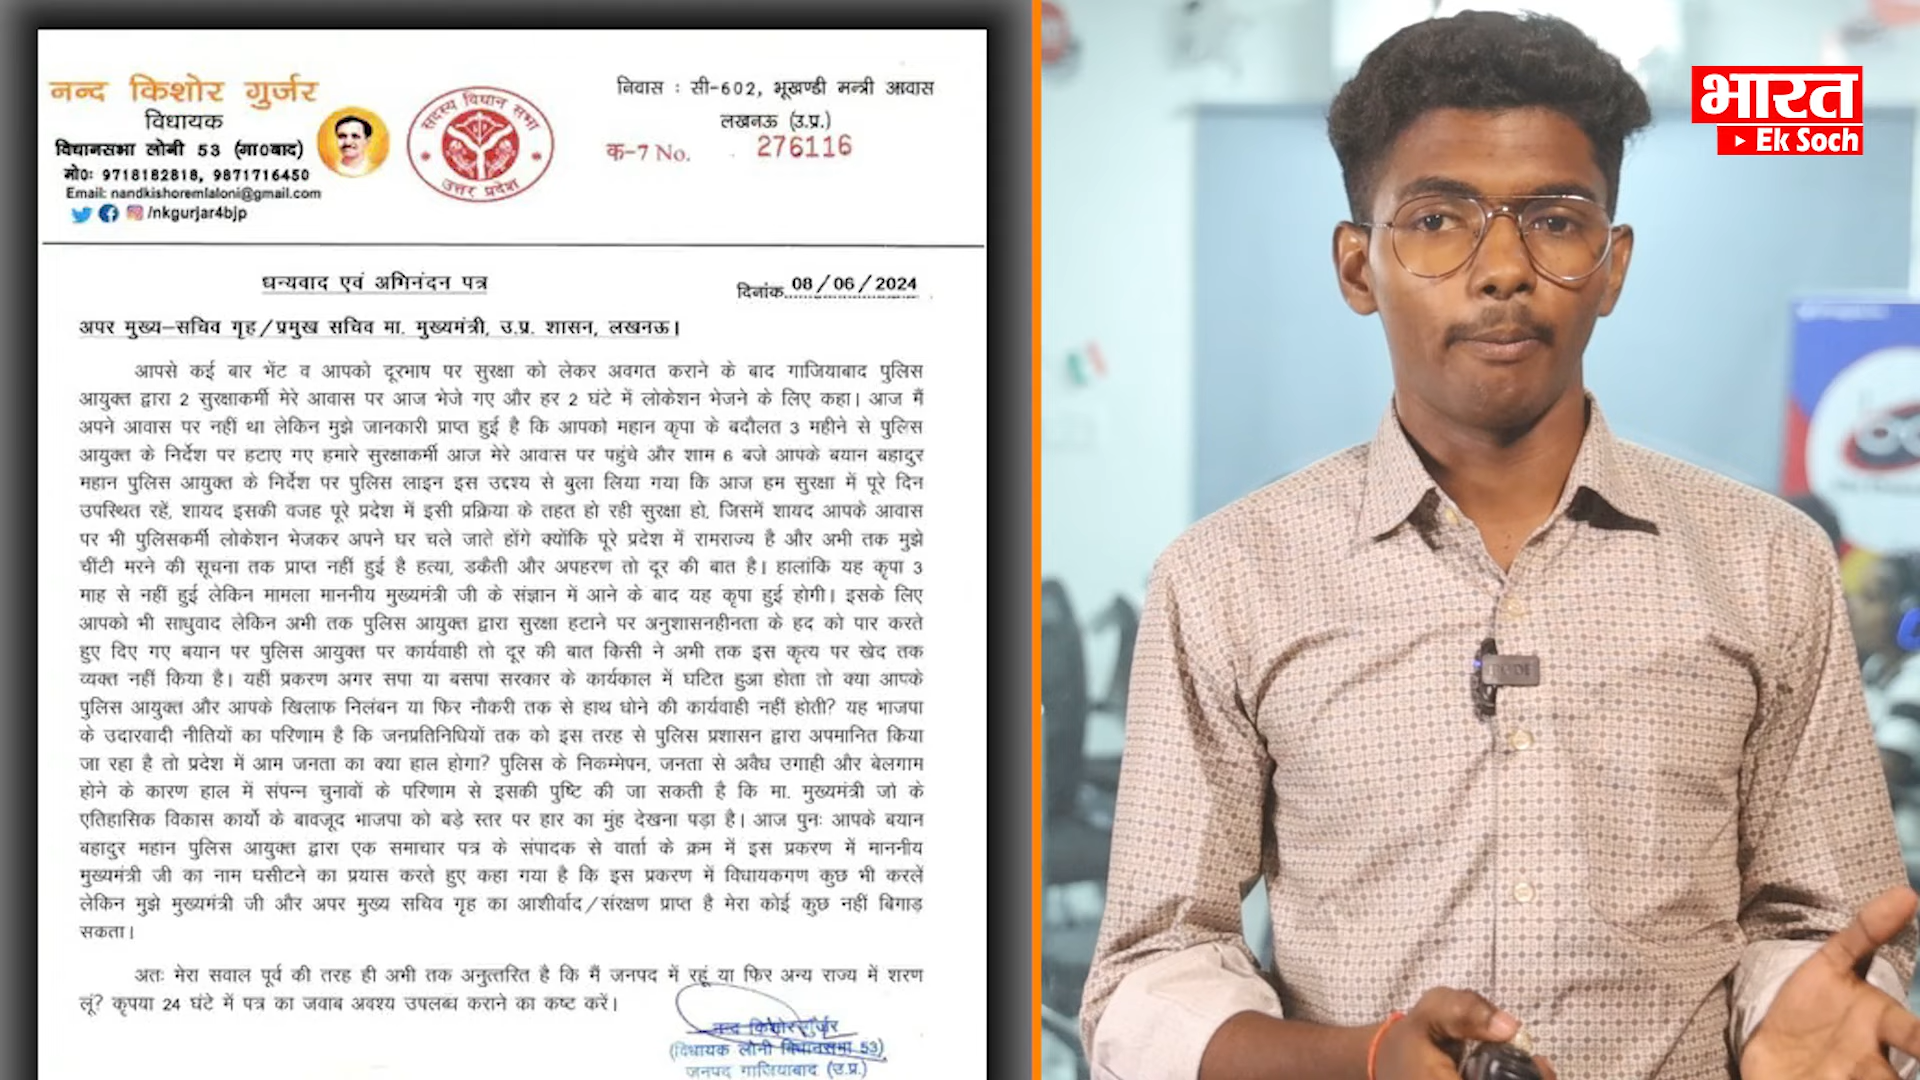 नन्द किशोर गुर्जर
विधायक
विधानसभा लोनी 53 (गा0बाद)
मो0: 9718182818, 9871716450
Email: nandkishoremlaloni@gmail.com
/nkgurjar4bjp
सदस्य विधान सभा
उत्तर प्रदेश
निवास : सी-602, भूखण्डी मन्त्री आवास
लखनऊ (उ.प्र.)
क-7 No. 276116
धन्यवाद एवं अभिनंदन पत्र
दिनांक 08/06/2024
अपर मुख्य-सचिव गृह/प्रमुख सचिव मा. मुख्यमंत्री, उ.प्र. शासन, लखनऊ।
आपसे कई बार भेंट व आपको दूरभाष पर सुरक्षा को लेकर अवगत कराने के बाद गाजियाबाद पुलिस
आयुक्त द्वारा 2 सुरक्षाकर्मी मेरे आवास पर आज भेजे गए और हर 2 घंटे में लोकेशन भेजने के लिए कहा। आज मैं
अपने आवास पर नहीं था लेकिन मुझे जानकारी प्राप्त हुई है कि आपको महान कृपा के बदौलत 3 महीने से पुलिस
आयुक्त के निर्देश पर हटाए गए हमारे सुरक्षाकर्मी आज मेरे आवास पर पहुंचे और शाम 6 बजे आपके बयान बहादुर
महान पुलिस आयुक्त के निर्देश पर पुलिस लाइन इस उद्दश्य से बुला लिया गया कि आज हम सुरक्षा में पूरे दिन
उपस्थित रहें, शायद इसकी वजह पूरे प्रदेश में इसी प्रक्रिया के तहत हो रही सुरक्षा हो, जिसमें शायद आपके आवास
पर भी पुलिसकर्मी लोकेशन भेजकर अपने घर चले जाते होंगे क्योंकि पूरे प्रदेश में रामराज्य है और अभी तक मुझे
चींटी मरने की सूचना तक प्राप्त नहीं हुई है हत्या, डकैती और अपहरण तो दूर की बात है। हालांकि यह कृपा 3
माह से नहीं हुई लेकिन मामला माननीय मुख्यमंत्री जी के संज्ञान में आने के बाद यह कृपा हुई होगी। इसके लिए
आपको भी साधुवाद लेकिन अभी तक पुलिस आयुक्त द्वारा सुरक्षा हटाने पर अनुशासनहीनता के हद को पार करते
हुए दिए गए बयान पर पुलिस आयुक्त पर कार्यवाही तो दूर की बात किसी ने अभी तक इस कृत्य पर खेद तक
व्यक्त नहीं किया है। यहीं प्रकरण अगर सपा या बसपा सरकार के कार्यकाल में घटित हुआ होता तो क्या आपके
पुलिस आयुक्त और आपके खिलाफ निलंबन या फिर नौकरी तक से हाथ धोने की कार्यवाही नहीं होती? यह भाजपा
के उदारवादी नीतियों का परिणाम है कि जनप्रतिनिधियों तक को इस तरह से पुलिस प्रशासन द्वारा अपमानित किया
जा रहा है तो प्रदेश में आम जनता का क्या हाल होगा? पुलिस के निकम्मेपन, जनता से अवैध उगाही और बेलगाम
होने के कारण हाल में संपन्न चुनावों के परिणाम से इसकी पुष्टि की जा सकती है कि मा. मुख्यमंत्री जो के
एतिहासिक विकास कार्यो के बावजूद भाजपा को बड़े स्तर पर हार का मुंह देखना पड़ा है। आज पुनः आपके बयान
बहादुर महान पुलिस आयुक्त द्वारा एक समाचार पत्र के संपादक से वार्ता के क्रम में इस प्रकरण में माननीय
मुख्यमंत्री जी का नाम घसीटने का प्रयास करते हुए कहा गया है कि इस प्रकरण में विधायकगण कुछ भी करलें
लेकिन मुझे मुख्यमंत्री जी और अपर मुख्य सचिव गृह का आशीर्वाद/संरक्षण प्राप्त है मेरा कोई कुछ नहीं बिगाड़
सकता।
अतः मेरा सवाल पूर्व की तरह ही अभी तक अनुत्तरित है कि मैं जनपद में रहूं या फिर अन्य राज्य में शरण
लूं? कृपया 24 घंटे में पत्र का जवाब अवश्य उपलब्ध कराने का कष्ट करें।
नन्द किशोर गुर्जर
(विधायक लोनी विधानसभा 53)
जनपद गाजियाबाद (उ.प्र.)
भारत
Ek Soch